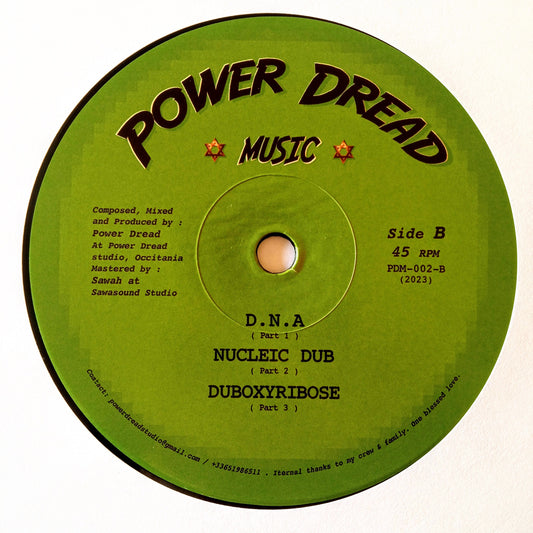 POWER DREAD
MUSIC
Composed, Mixed
and Produced by :
Power Dread
At Power Dread
studio, Occitania
Mastered by :
Sawah at
Sawasound Studio
Side B
45 RPM
PDM-002-B
(2023)
D.N.A
( Part 1 )
NUCLEIC DUB
( Part 2 )
DUBOXYRIBOSE
( Part 3 )
Contact: powerdreadstudio@gmail.com / +33651986511 . Iternal thanks to my crew & family. One blessed love.